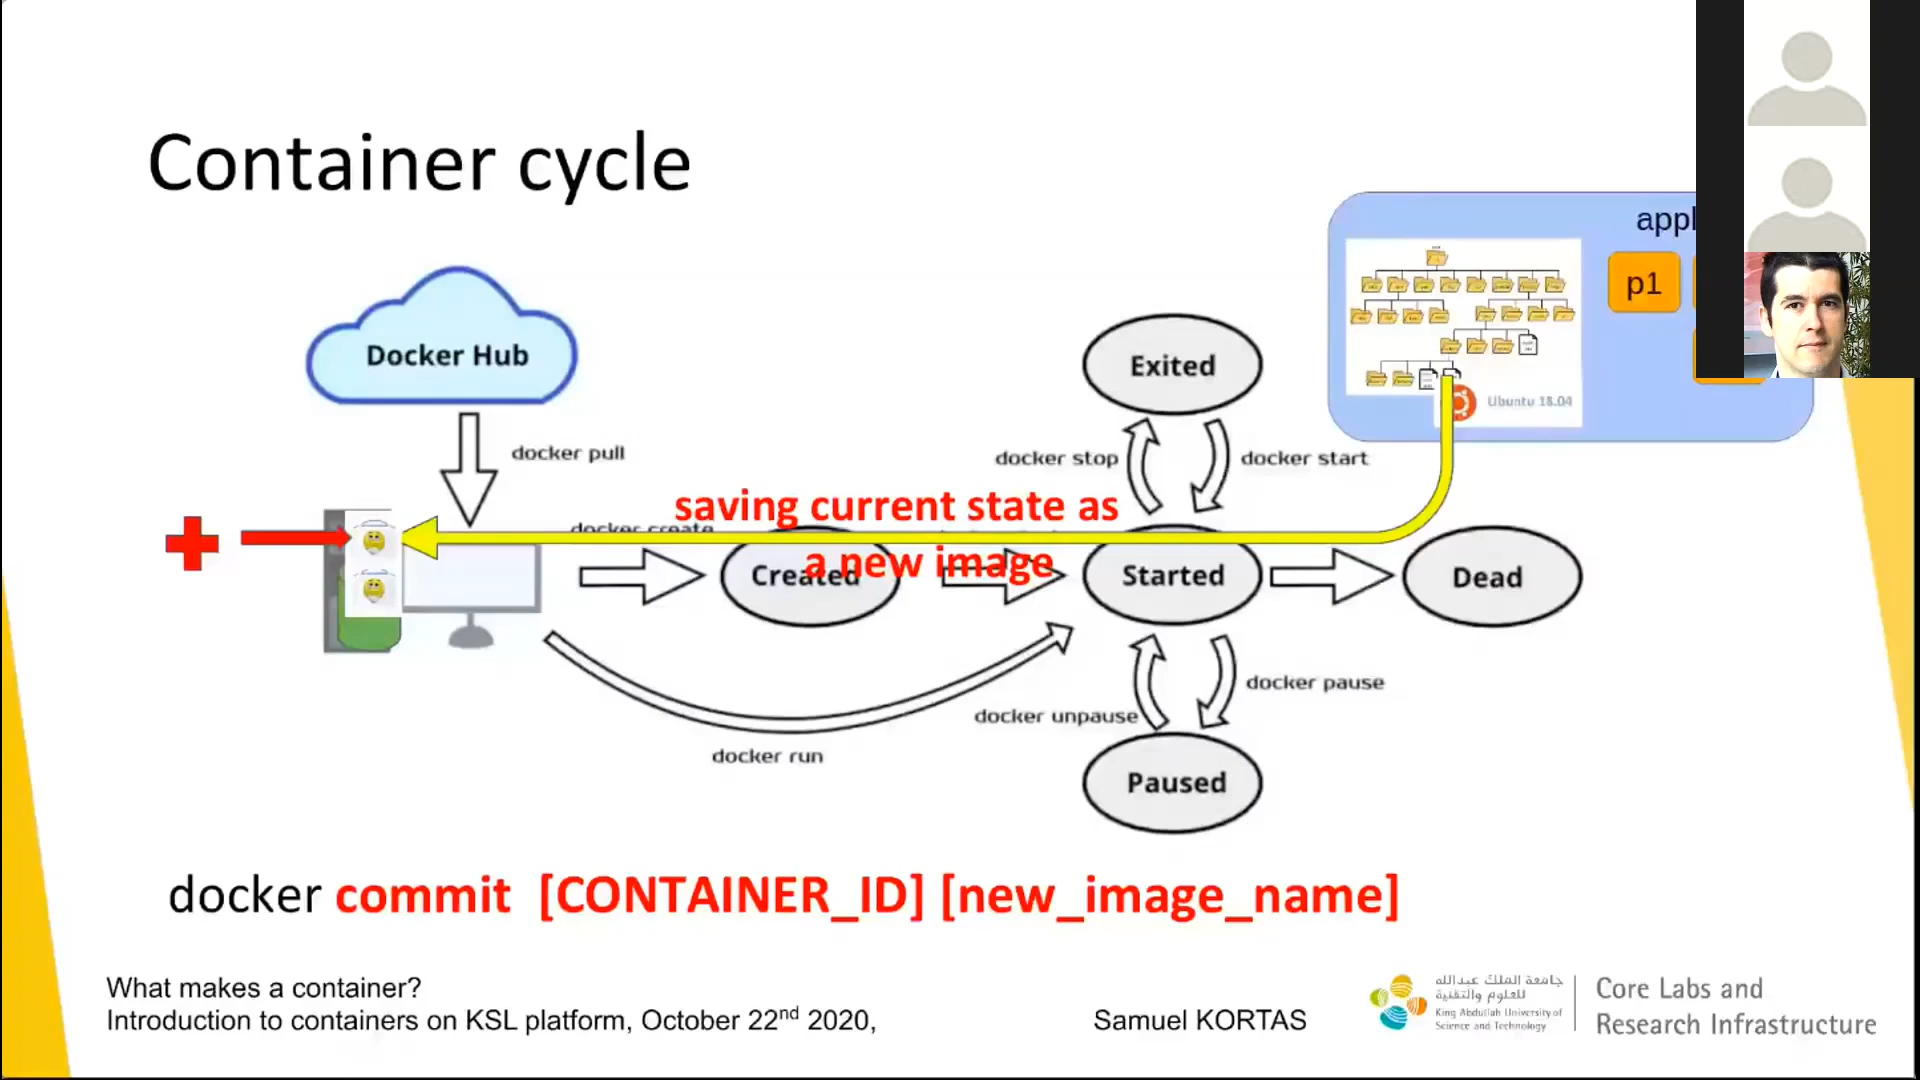 Container cycle
appl
p1
Docker Hub
Exited
Ubuntu 18.04
docker pull
docker stop
docker start
saving current state as
docker create
a new image
Created
Started
Dead
docker pause
docker unpause
docker run
Paused
docker commit [CONTAINER_ID] [new_image_name]
What makes a container?
Introduction to containers on KSL platform, October 22nd 2020,
Samuel KORTAS
جامعة الملك عبدالله
للعلوم والتقنية
King Abdullah University of
Science and Technology
Core Labs and
Research Infrastructure